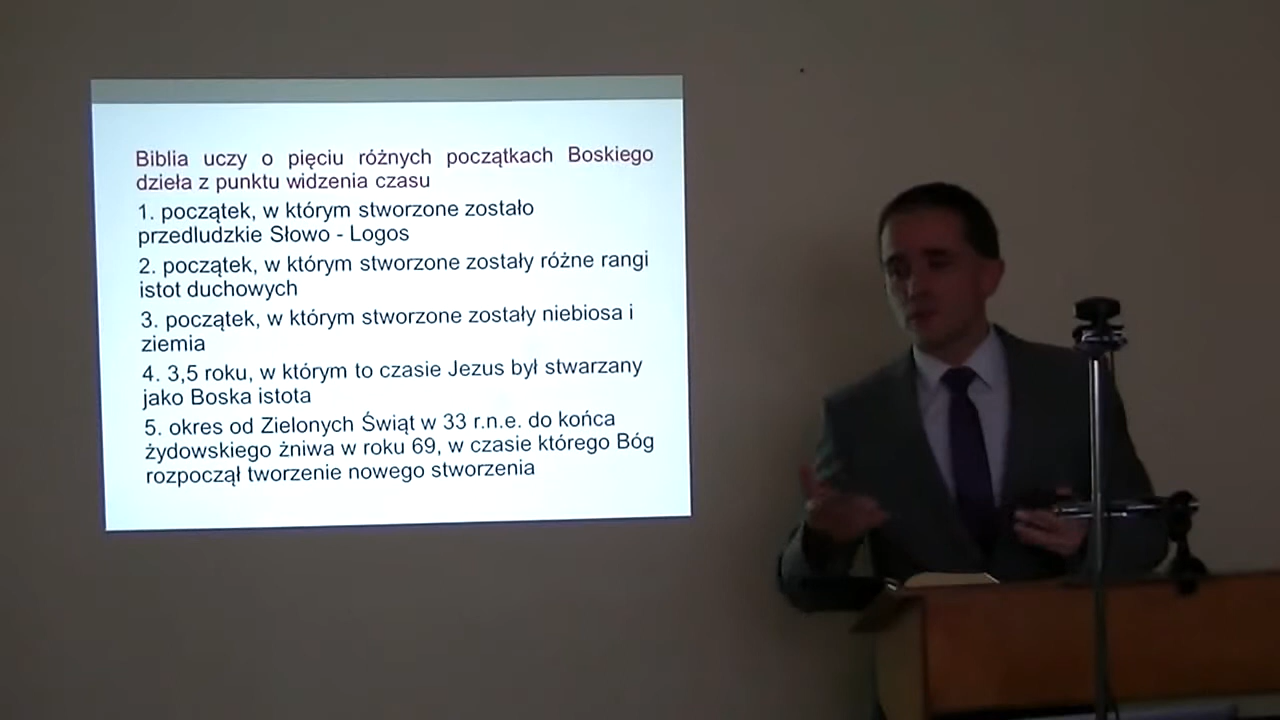 Biblia uczy o pięciu różnych początkach Boskiego
dzieła z punktu widzenia czasu
1. początek, w którym stworzone zostało
przedludzkie Słowo - Logos
2. początek, w którym stworzone zostały różne rangi
istot duchowych
3. początek, w którym stworzone zostały niebiosa i
ziemia
4. 3,5 roku, w którym to czasie Jezus był stwarzany
jako Boska istota
5. okres od Zielonych Świąt w 33 r.n.e. do końca
żydowskiego żniwa w roku 69, w czasie którego Bóg
rozpoczął tworzenie nowego stworzenia